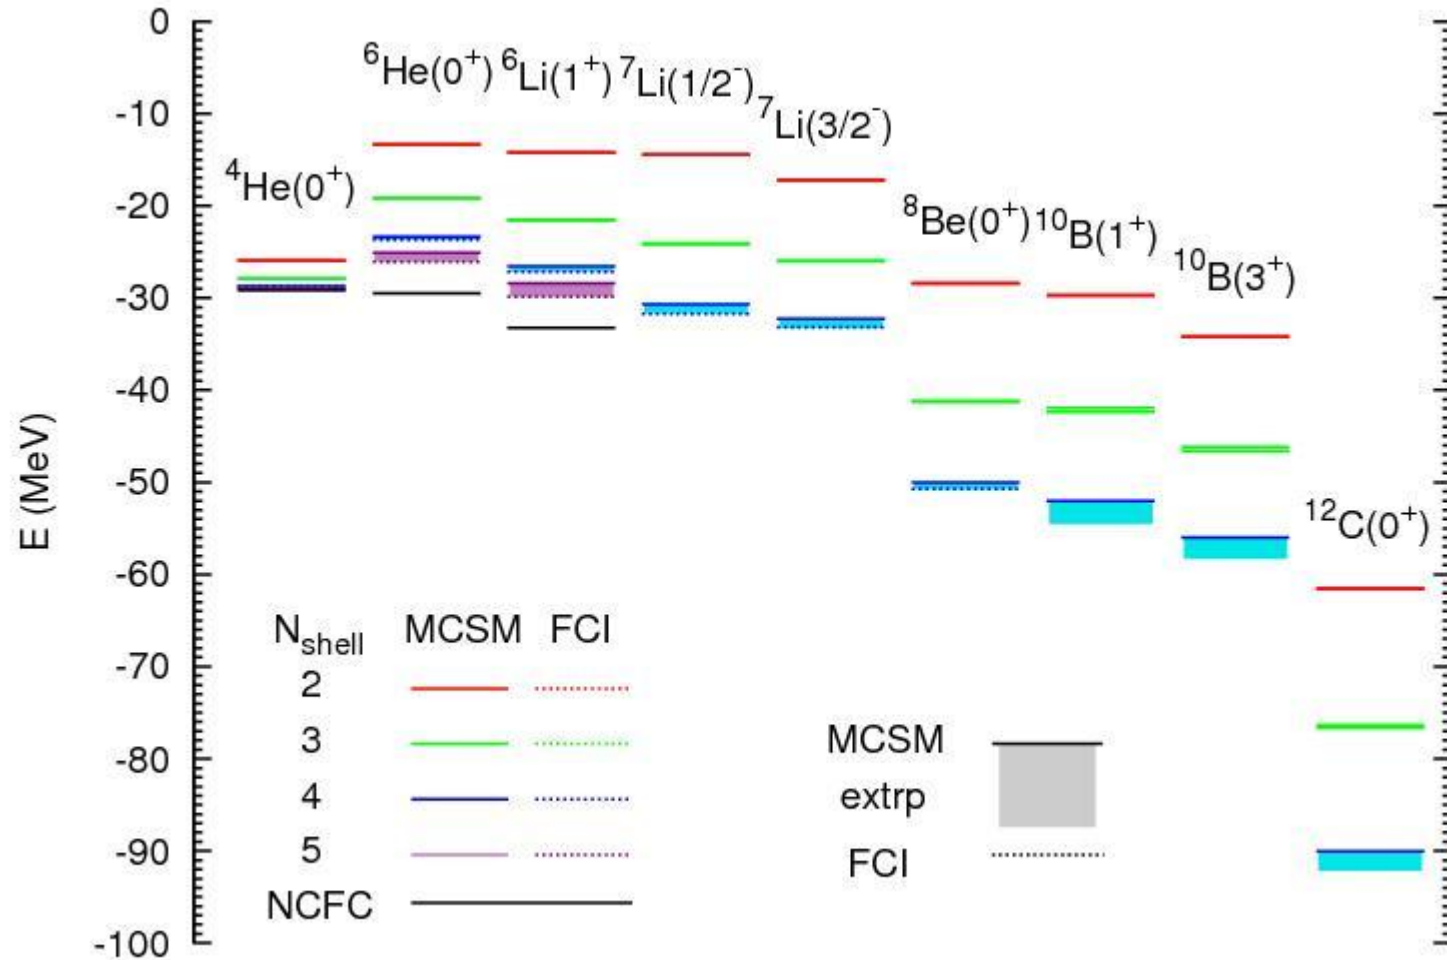 0
-10
-20
-30
-40
-50
-60
-70
-80
-90
-100
E (MeV)
⁴He(0⁺)
⁶He(0⁺)
⁶Li(1⁺)
⁷Li(1/2⁻)
⁷Li(3/2⁻)
⁸Be(0⁺)
¹⁰B(1⁺)
¹⁰B(3⁺)
¹²C(0⁺)
N_shell MCSM FCI
2
3
4
5
NCFC
MCSM
extrp
FCI